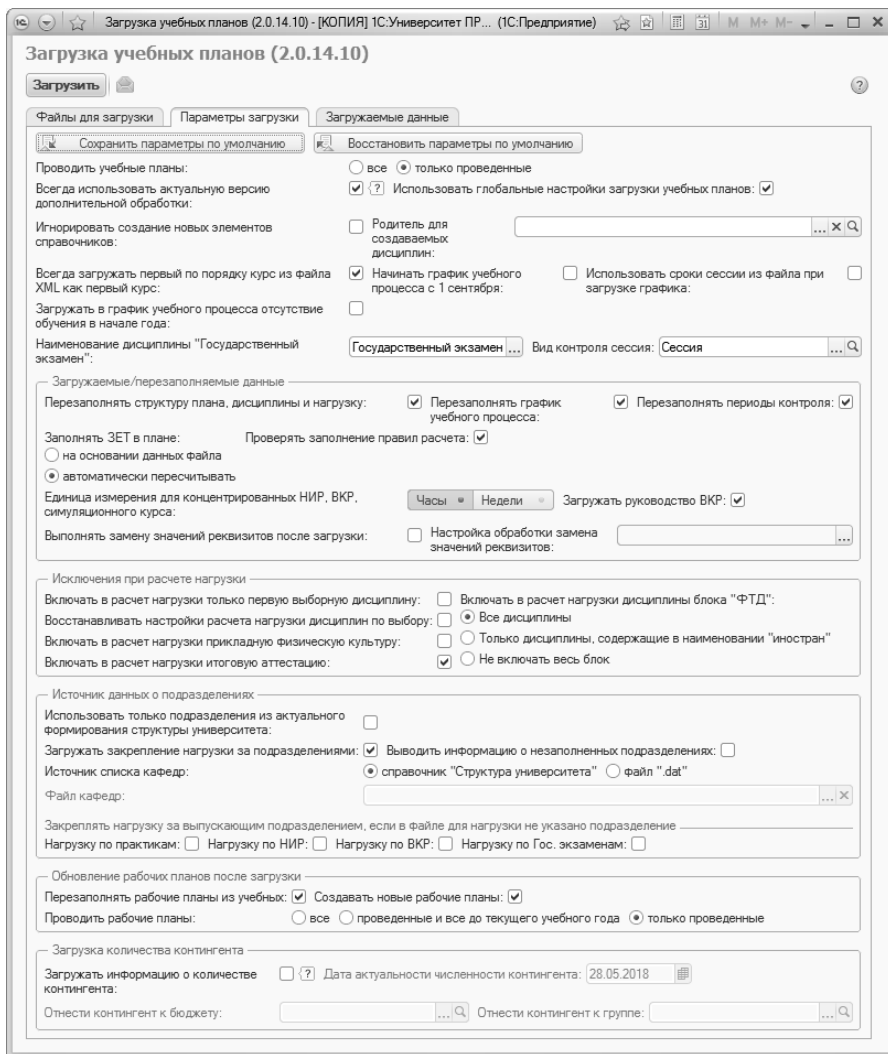 Загрузка учебных планов (2.0.14.10) - [КОПИЯ] 1С:Университет ПР... (1С:Предприятие)
M M+ M-
Загрузка учебных планов (2.0.14.10)
Загрузить
?
Файлы для загрузки Параметры загрузки Загружаемые данные
Сохранить параметры по умолчанию Восстановить параметры по умолчанию
Проводить учебные планы: все только проведенные
Всегда использовать актуальную версию ? Использовать глобальные настройки загрузки учебных планов:
дополнительной обработки:
Игнорировать создание новых элементов Родитель для ...
справочников: создаваемых
дисциплин:
Всегда загружать первый по порядку курс из файла Начинать график учебного Использовать сроки сессии из файла при
XML как первый курс: процесса с 1 сентября: загрузке графика:
Загружать в график учебного процесса отсутствие
обучения в начале года:
Наименование дисциплины "Государственный Государственный экзамен ... Вид контроля сессия: Сессия ...
экзамен":
Загружаемые/перезаполняемые данные
Перезаполнять структуру плана, дисциплины и нагрузку: Перезаполнять график Перезаполнять периоды контроля:
учебного процесса:
Заполнять ЗЕТ в плане: Проверять заполнение правил расчета:
на основании данных файла
автоматически пересчитывать
Единица измерения для концентрированных НИР, ВКР, Часы Недели Загружать руководство ВКР:
симуляционного курса:
Выполнять замену значений реквизитов после загрузки: Настройка обработки замена ...
значений реквизитов:
Исключения при расчете нагрузки
Включать в расчет нагрузки только первую выборную дисциплину: Включать в расчет нагрузки дисциплины блока "ФТД":
Восстанавливать настройки расчета нагрузки дисциплин по выбору: Все дисциплины
Включать в расчет нагрузки прикладную физическую культуру: Только дисциплины, содержащие в наименовании "иностран"
Включать в расчет нагрузки итоговую аттестацию: Не включать весь блок
Источник данных о подразделениях
Использовать только подразделения из актуального
формирования структуры университета:
Загружать закрепление нагрузки за подразделениями: Выводить информацию о незаполненных подразделениях:
Источник списка кафедр: справочник "Структура университета" файл ".dat"
Файл кафедр: ...
Закреплять нагрузку за выпускающим подразделением, если в файле для нагрузки не указано подразделение
Нагрузку по практикам: Нагрузку по НИР: Нагрузку по ВКР: Нагрузку по Гос. экзаменам:
Обновление рабочих планов после загрузки
Перезаполнять рабочие планы из учебных: Создавать новые рабочие планы:
Проводить рабочие планы: все проведенные и все до текущего учебного года только проведенные
Загрузка количества контингента
Загружать информацию о количестве ? Дата актуальности численности контингента: 28.05.2018
контингента:
Отнести контингент к бюджету: ... Отнести контингент к группе: ...